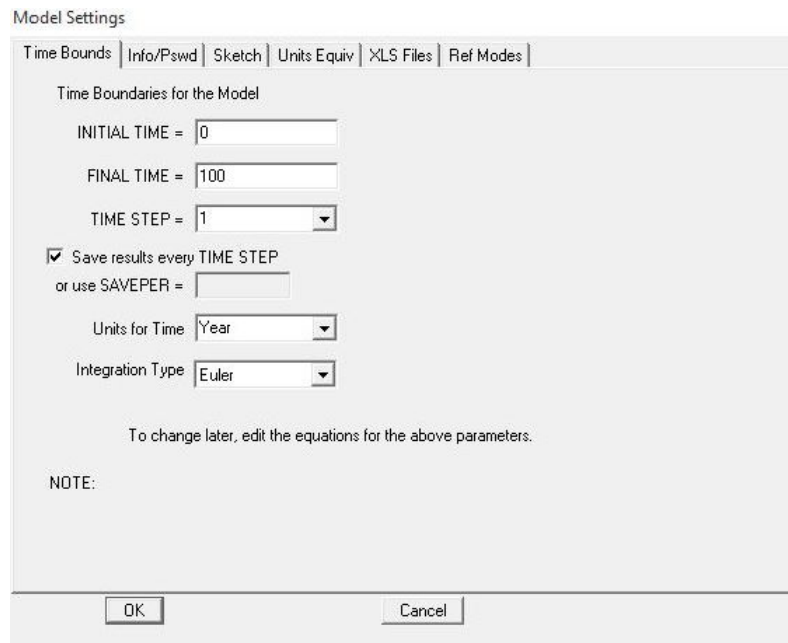 Model Settings
Time Bounds Info/Pswd Sketch Units Equiv XLS Files Ref Modes
Time Boundaries for the Model
INITIAL TIME = 0
FINAL TIME = 100
TIME STEP = 1
Save results every TIME STEP
or use SAVEPER =
Units for Time Year
Integration Type Euler
To change later, edit the equations for the above parameters.
NOTE:
OK Cancel